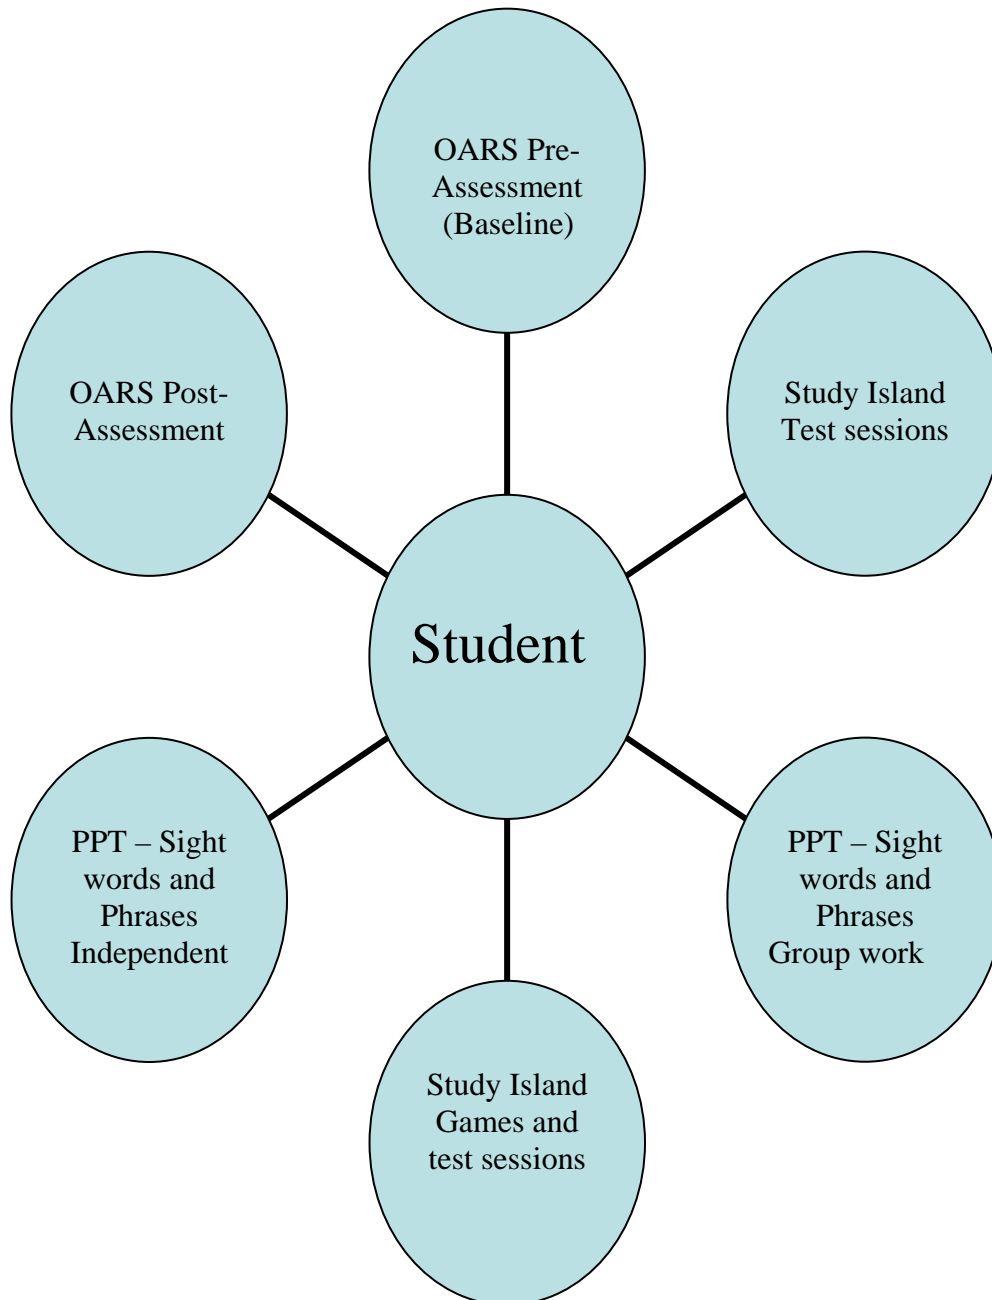 OARS Pre-
Assessment
(Baseline)
OARS Post-
Assessment
Study Island
Test sessions
Student
PPT – Sight
words and
Phrases
Independent
PPT – Sight
words and
Phrases
Group work
Study Island
Games and
test sessions